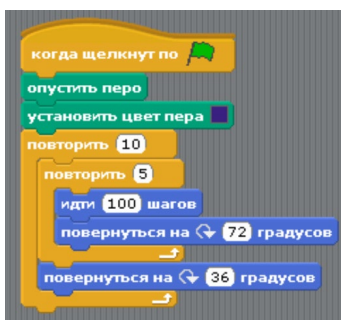 когда щелкнут по
опустить перо
установить цвет пера
повторить 10
повторить 5
идти 100 шагов
повернуться на 72 градусов
повернуться на 36 градусов